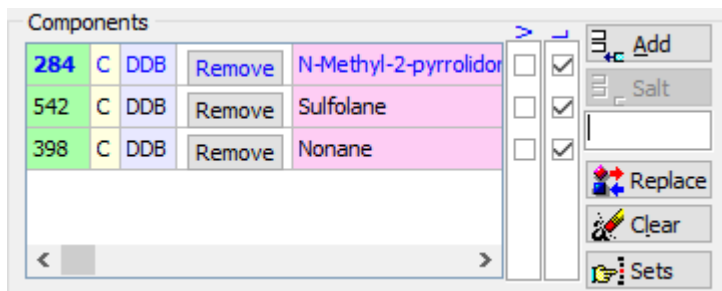 Components
V L
284 C DDB Remove N-Methyl-2-pyrrolidor
542 C DDB Remove Sulfolane
398 C DDB Remove Nonane
Add
Salt
Replace
Clear
Sets